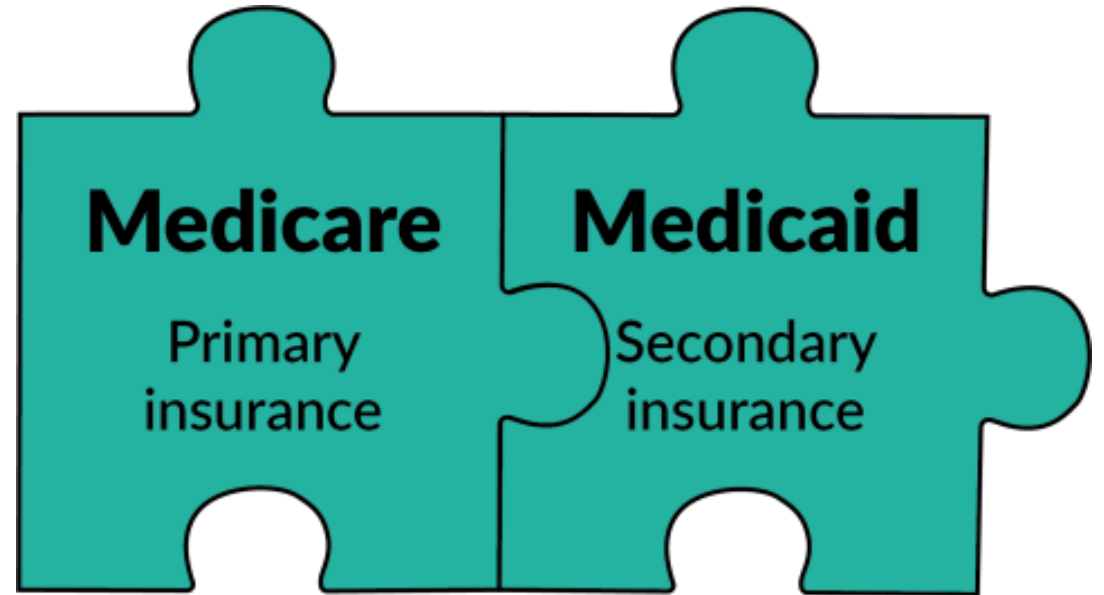 Medicare
Primary
insurance
Medicaid
Secondary
insurance